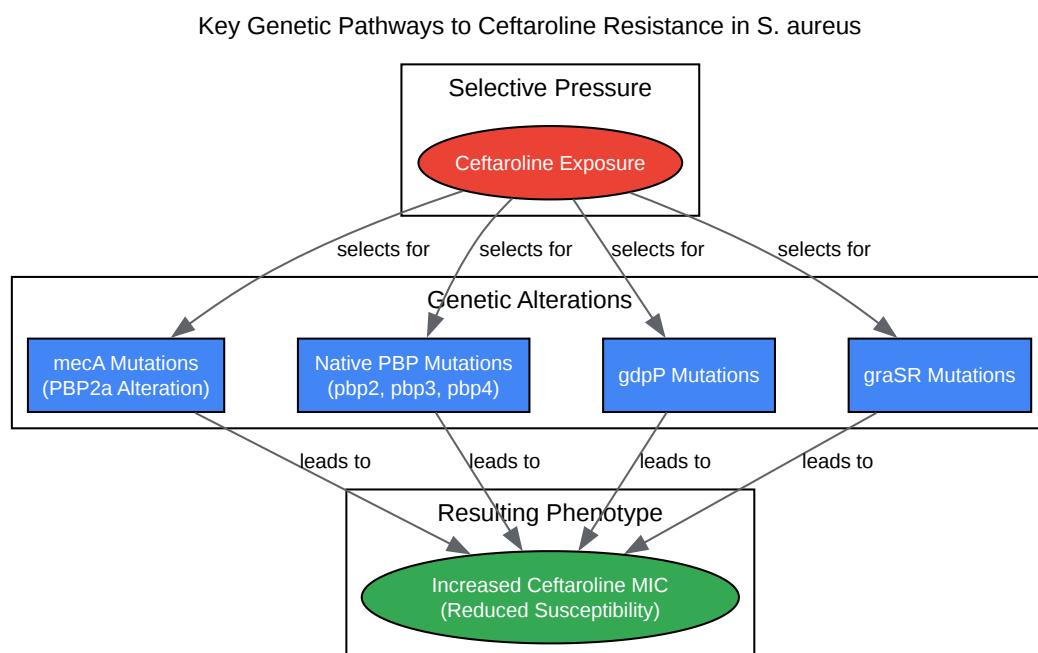 Key Genetic Pathways to Ceftaroline Resistance in S. aureus
Selective Pressure
Ceftaroline Exposure
selects for
selects for
selects for
selects for
Genetic Alterations
mecA Mutations
(PBP2a Alteration)
Native PBP Mutations
(pbp2, pbp3, pbp4)
gdpP Mutations
graSR Mutations
leads to
leads to
leads to
leads to
Resulting Phenotype
Increased Ceftaroline MIC
(Reduced Susceptibility)